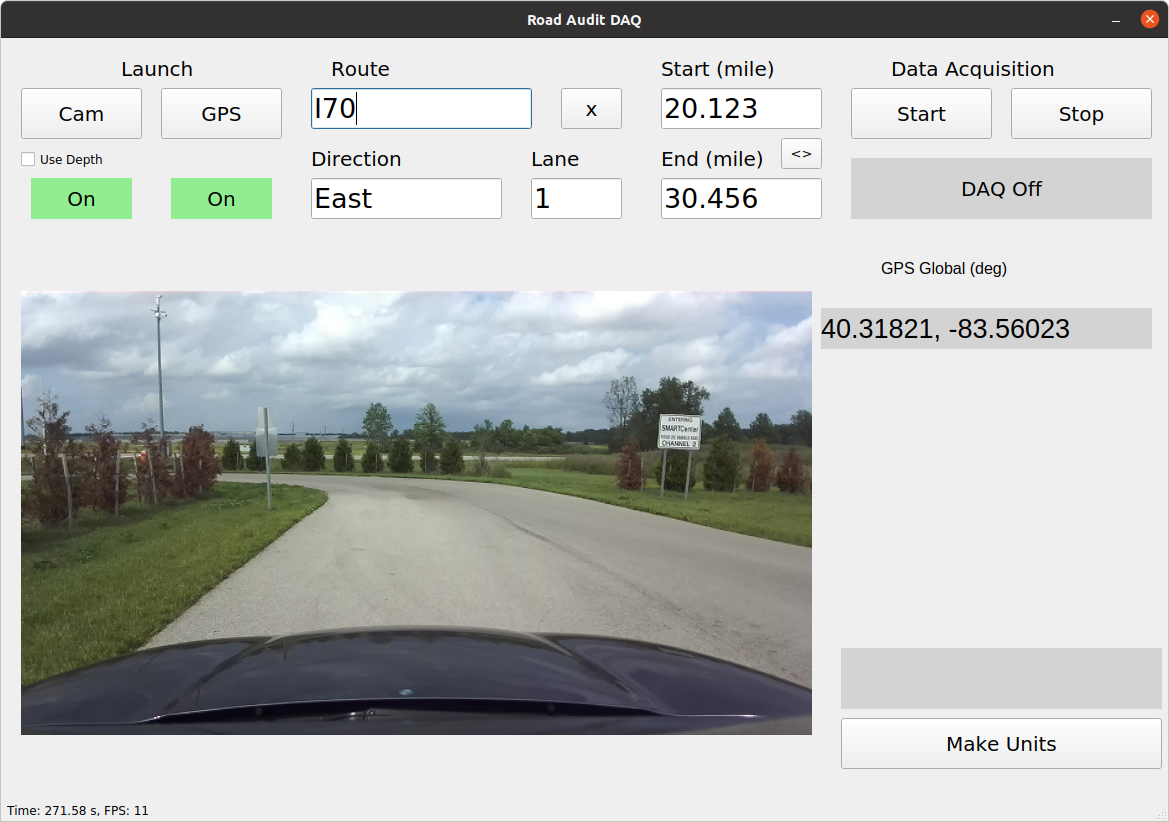 Road Audit DAQ
Launch
Route
Start (mile)
Data Acquisition
Cam
GPS
I70
x
20.123
Start
Stop
Use Depth
Direction
Lane
End (mile)
<>
On
On
East
1
30.456
DAQ Off
GPS Global (deg)
40.31821, -83.56023
ENTERING
SMARTCenter
CHANNEL 2
Make Units
Time: 271.58 s, FPS: 11